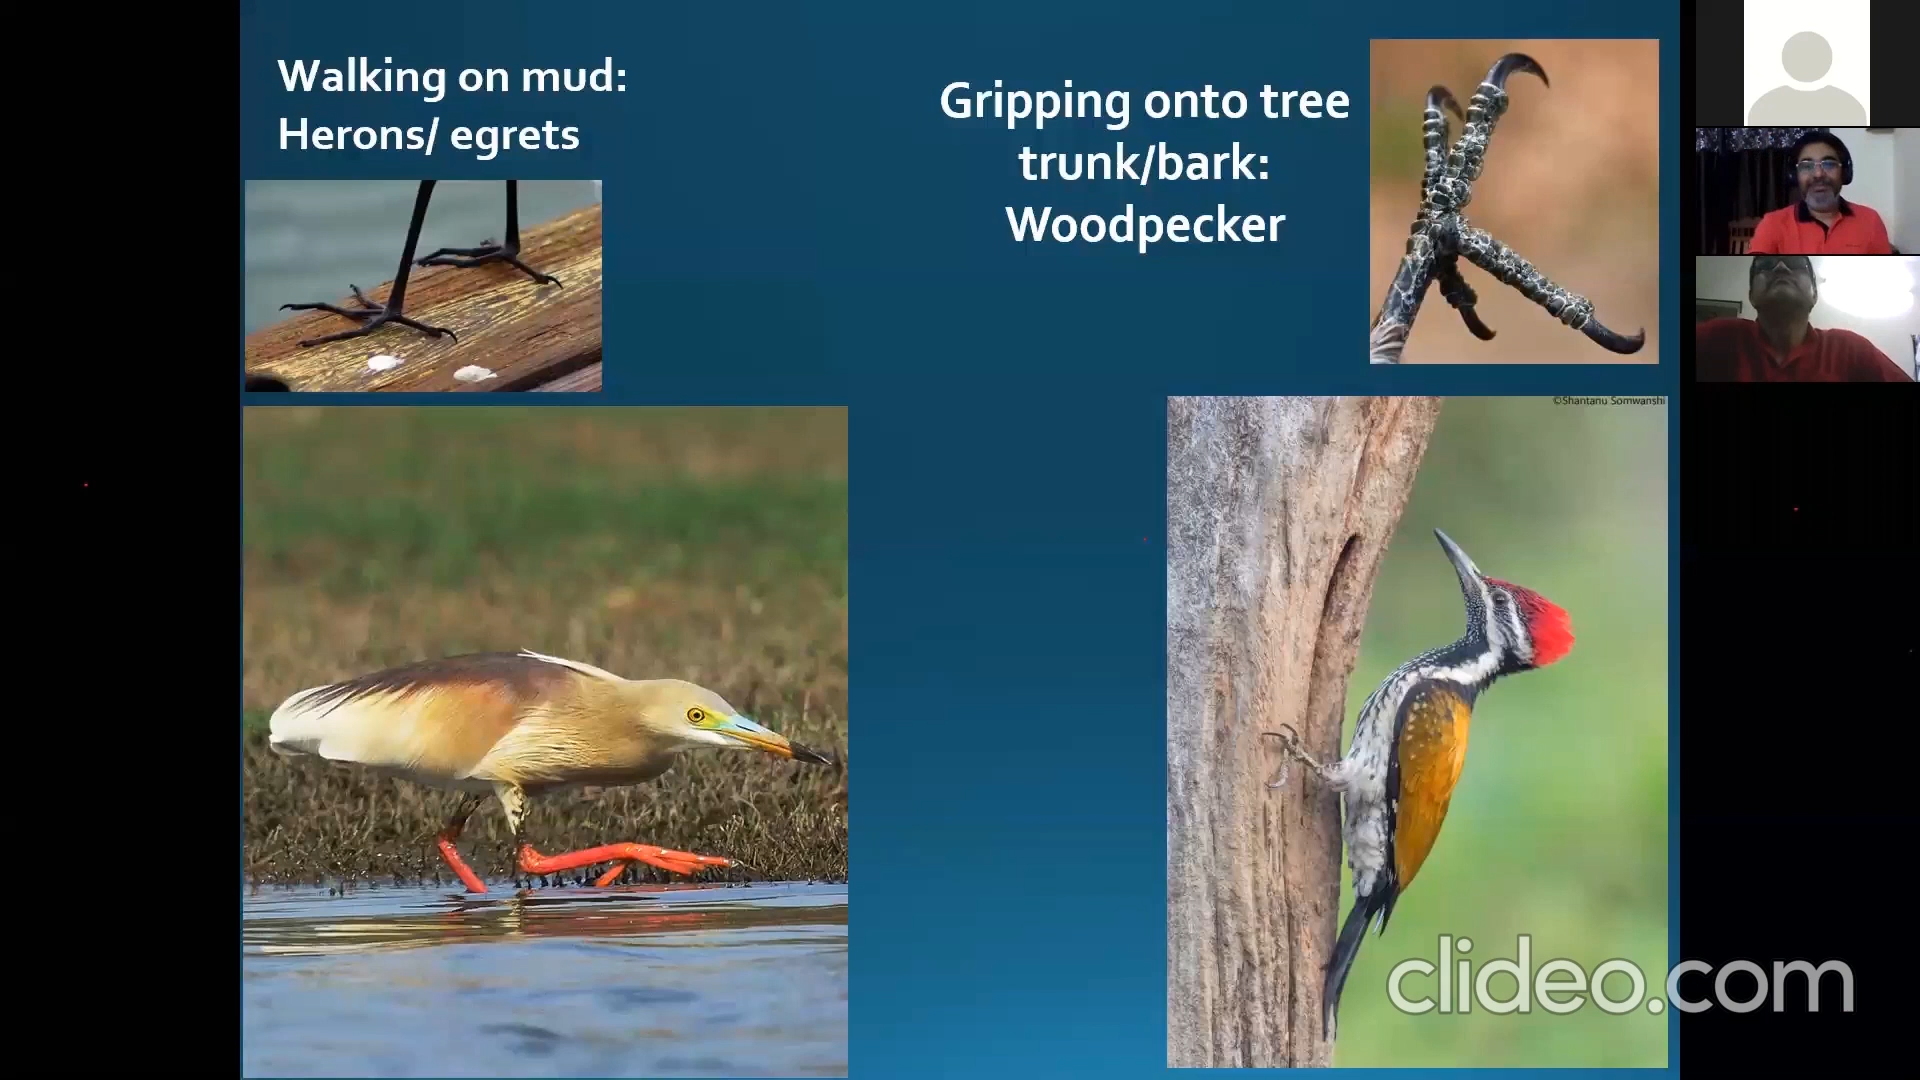 Walking on mud:
Herons/ egrets
Gripping onto tree
trunk/bark:
Woodpecker
©Shantanu Somwanshi
clideo.com